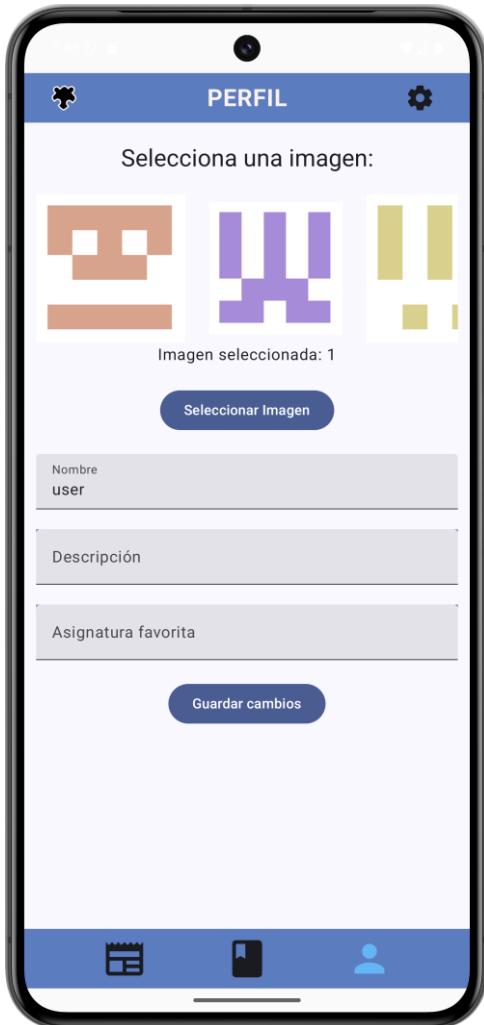 PERFIL
Selecciona una imagen:
Imagen seleccionada: 1
Seleccionar Imagen
Nombre
user
Descripción
Asignatura favorita
Guardar cambios